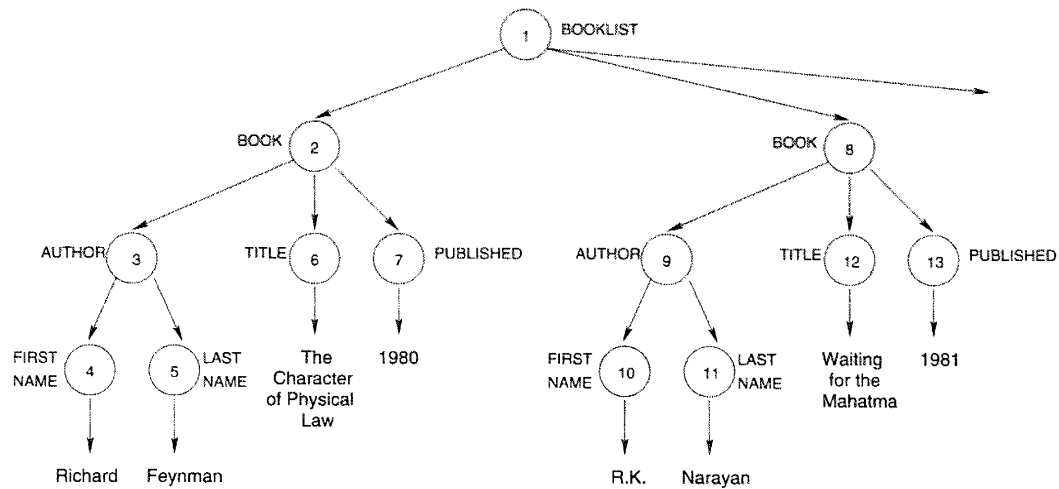 1 BOOKLIST
BOOK 2
BOOK 8
AUTHOR 3
TITLE 6
7 PUBLISHED
AUTHOR 9
TITLE 12
13 PUBLISHED
FIRST
NAME 4
5 LAST
NAME
The
Character
of Physical
Law
1980
FIRST
NAME 10
11 LAST
NAME
Waiting
for the
Mahatma
1981
Richard
Feynman
R.K.
Narayan